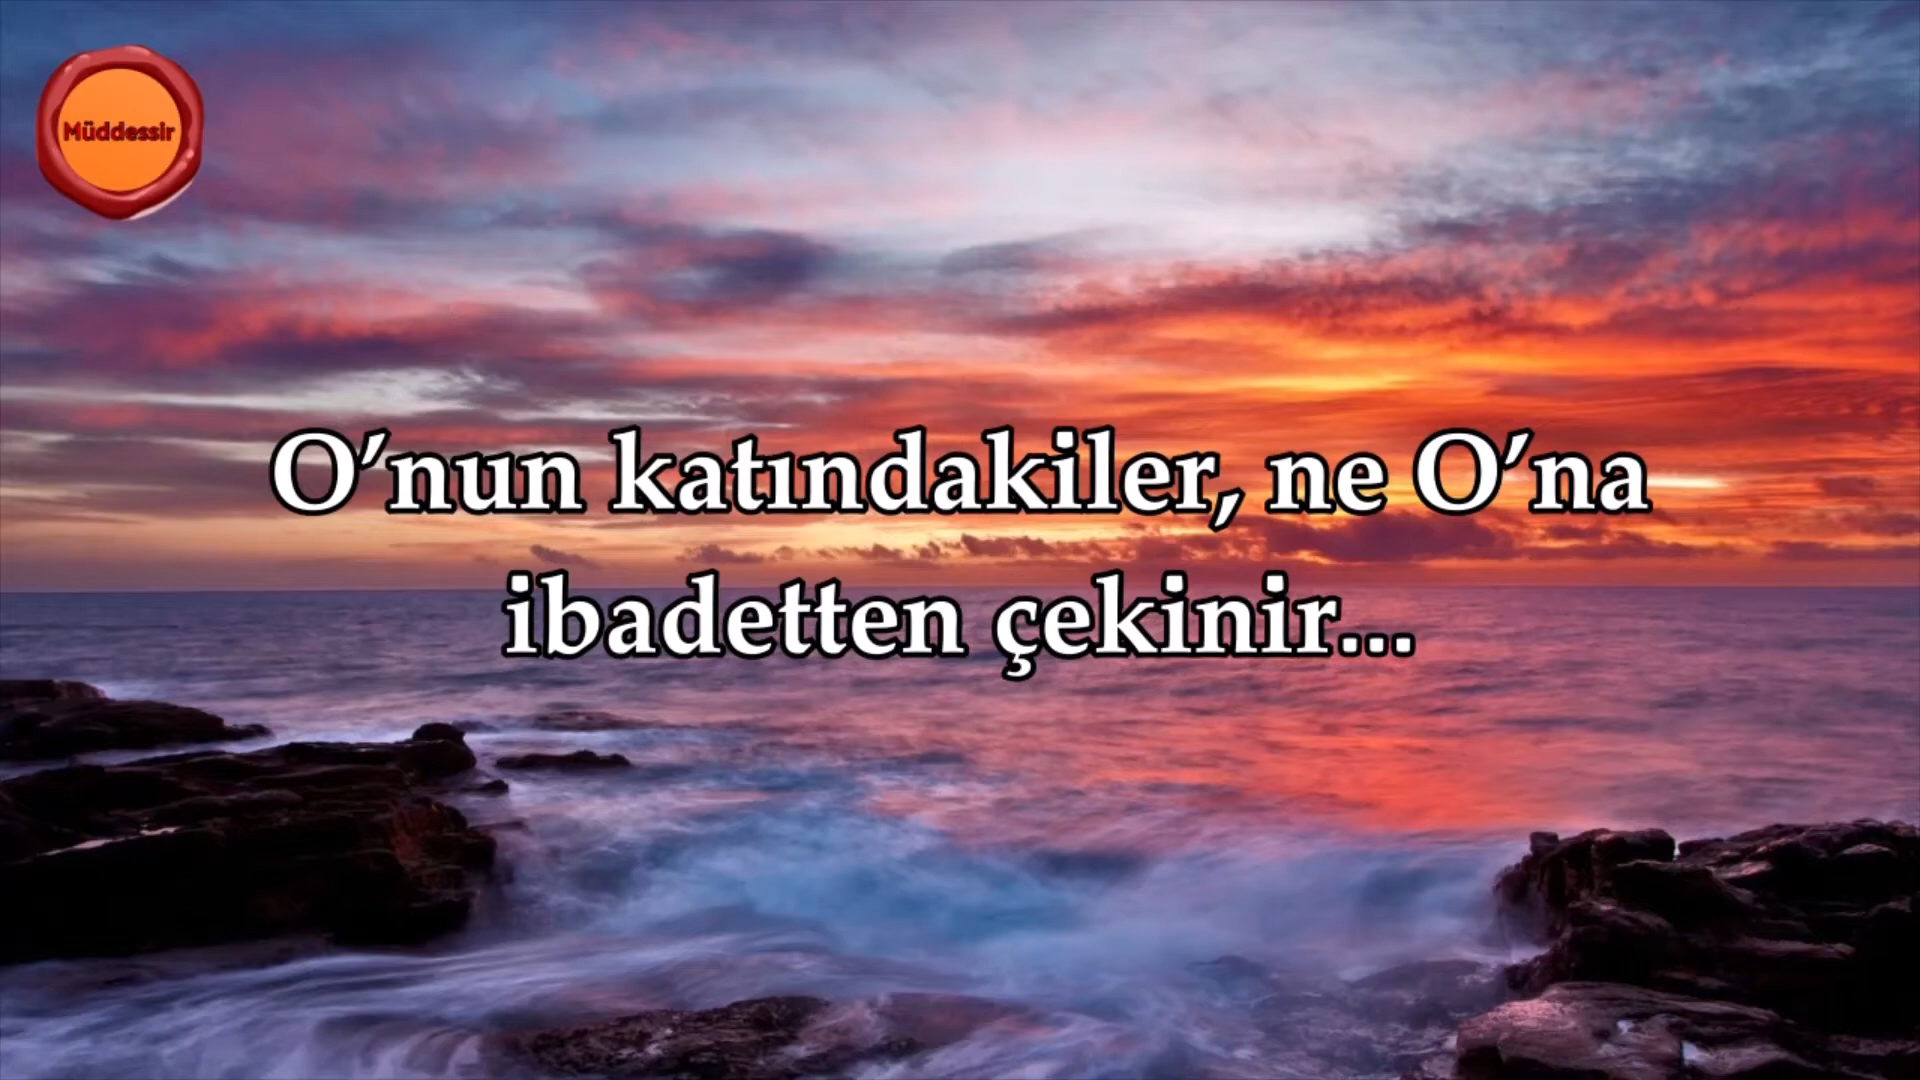 Müddessir
O’nun katındakiler, ne O’na
ibadetten çekinir...